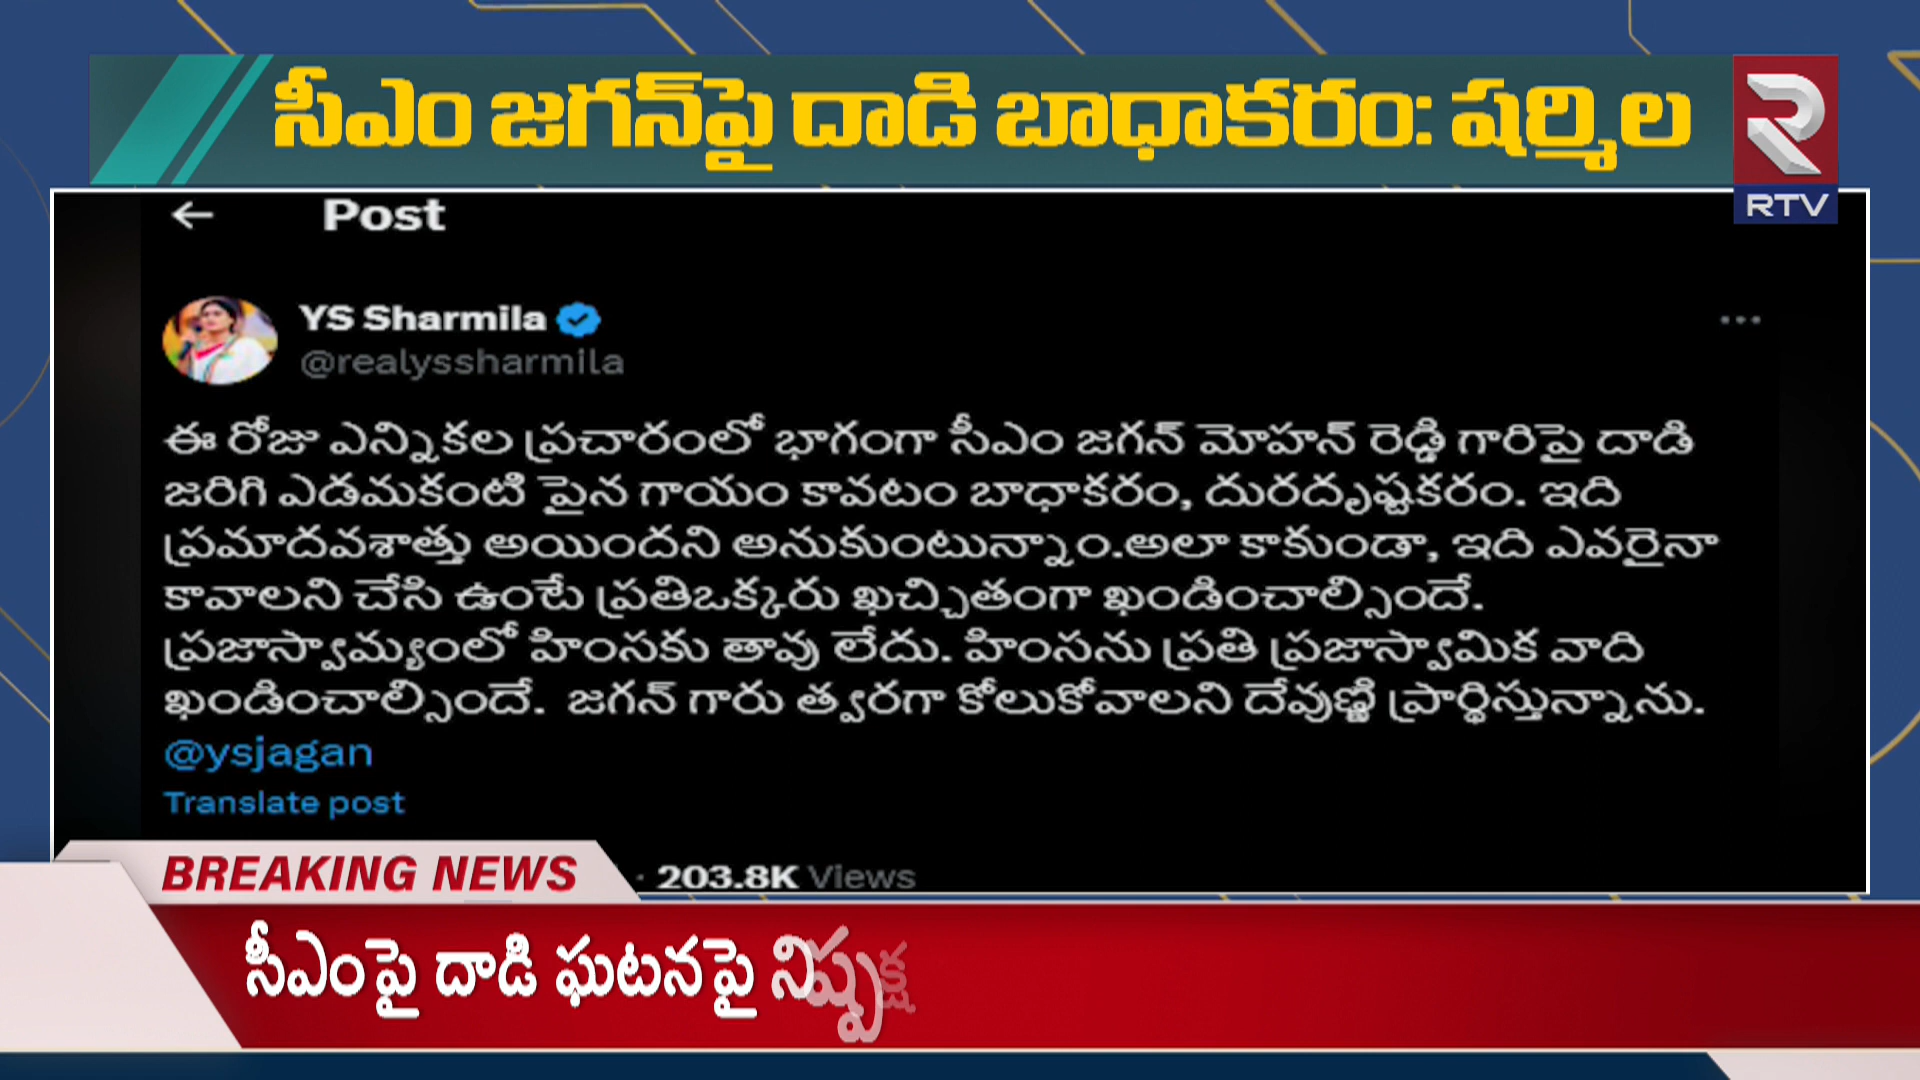 సీఎం జగన్‌పై దాడి బాధాకరం: షర్మిల
RTV
Post
YS Sharmila
@realyssharmila
ఈ రోజు ఎన్నికల ప్రచారంలో భాగంగా సీఎం జగన్ మోహన్ రెడ్డి గారిపై దాడి
జరిగి ఎడమకంటి పైన గాయం కావటం బాధాకరం, దురదృష్టకరం. ఇది
ప్రమాదవశాత్తు అయిందని అనుకుంటున్నాం.అలా కాకుండా, ఇది ఎవరైనా
కావాలని చేసి ఉంటే ప్రతిఒక్కరు ఖచ్చితంగా ఖండించాల్సిందే.
ప్రజాస్వామ్యంలో హింసకు తావు లేదు. హింసను ప్రతి ప్రజాస్వామిక వాది
ఖండించాల్సిందే. జగన్ గారు త్వరగా కోలుకోవాలని దేవుణ్ణి ప్రార్థిస్తున్నాను.
@ysjagan
Translate post
· 203.8K Views
BREAKING NEWS
సీఎంపై దాడి ఘటనపై నిష్పక్ష